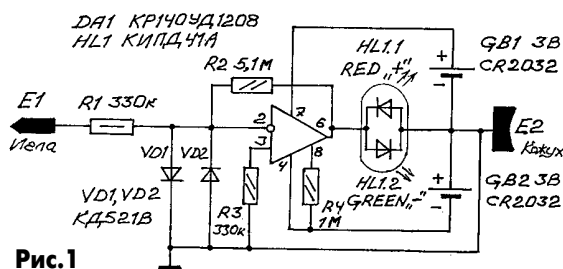 DA1 КР140УД1208
HL1 КИПД41А
R2 5,1М
HL1.1
RED „+“
GB1 3В
CR2032
+
-
E1
R1 330к
Игла
2
3
7
6
4
8
E2
Кожух
VD1
VD2
VD1, VD2
КД521В
R3
330к
R4
1М
HL1.2
GREEN „-“
+
-
GB2 3В
CR2032
Рис.1